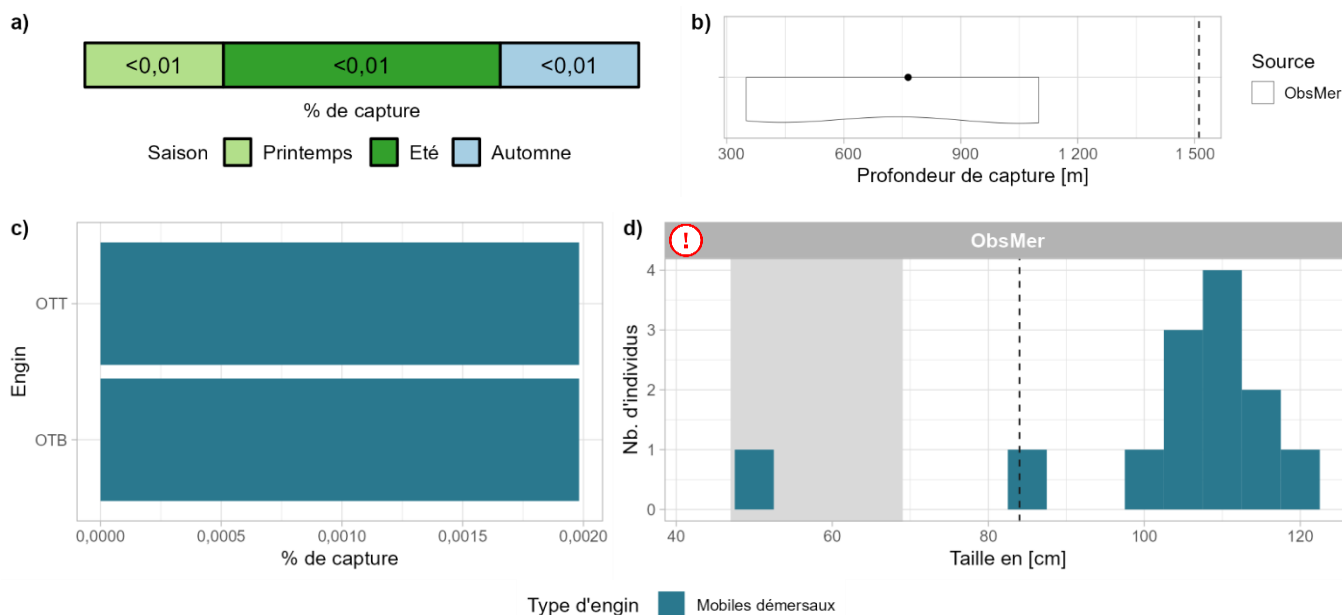 a)
<0,01 <0,01 <0,01
% de capture
Saison Printemps Eté Automne
b)
300 600 900 1 200 1 500
Profondeur de capture [m]
Source
ObsMer
c)
Engin
OTT
OTB
0,0000 0,0005 0,0010 0,0015 0,0020
% de capture
d)
! ObsMer
Nb. d'individus
4
3
2
1
0
40 60 80 100 120
Taille en [cm]
Type d'engin Mobiles démersaux